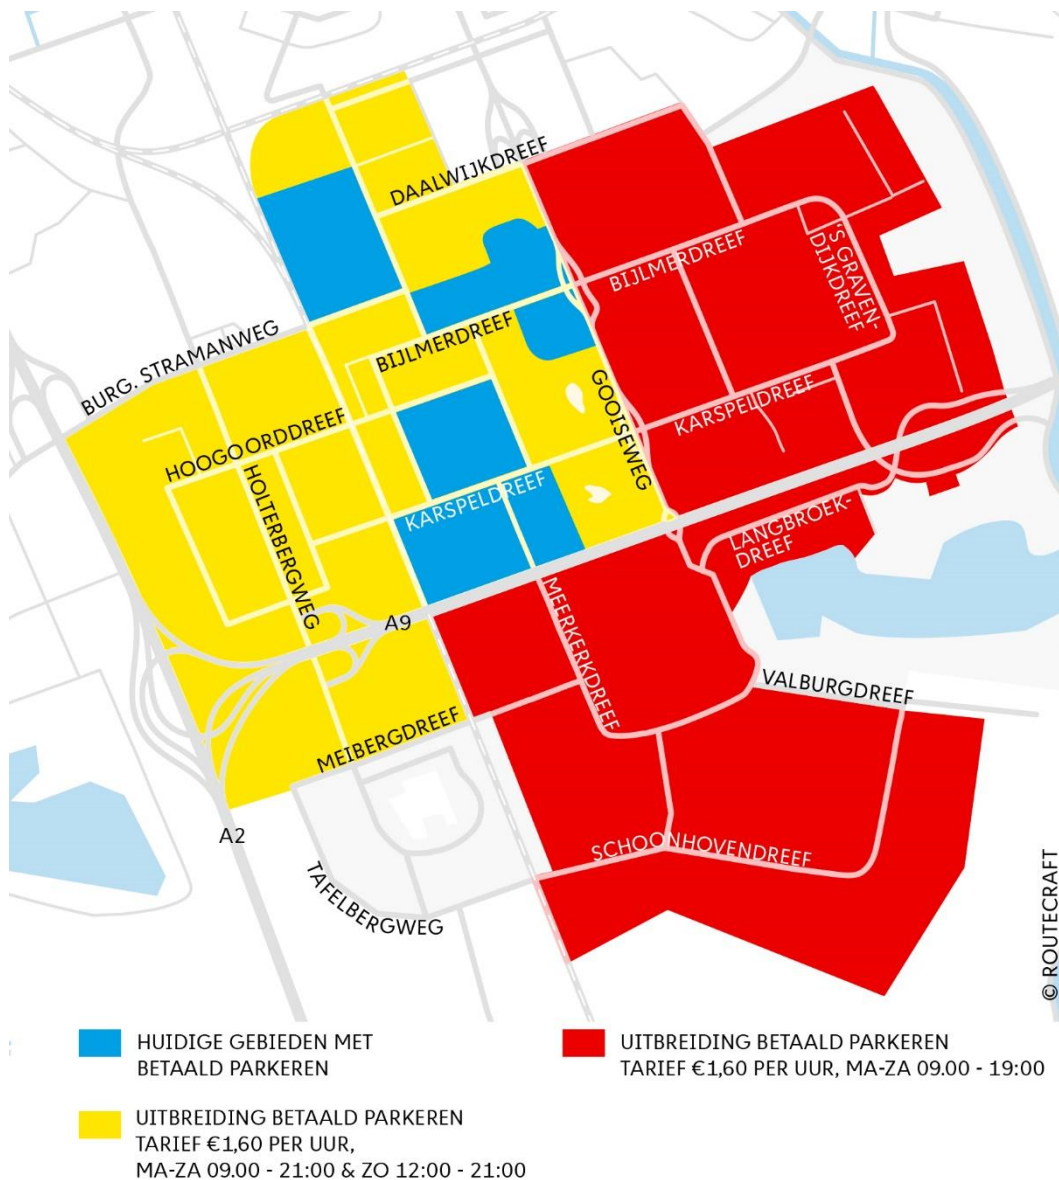 DAALWIJKDREEF
BIJLMERDREEF
'S GRAVEN-
DIJKDREEF
BURG. STRAMANWEG
BIJLMERDREEF
GOOISEWEG
KARSPELDREEF
HOOGOORDDREEF
HOLTERBERGWEG
KARSPELDREEF
LANGBROEK-
DREEF
A9
MEERKERKDREEF
VALBURGDREEF
MEIBERGDREEF
A2
SCHOONHOVENDREEF
TAFELBERGWEG
© ROUTECRAFT
HUIDIGE GEBIEDEN MET
BETAALD PARKEREN
UITBREIDING BETAALD PARKEREN
TARIEF €1,60 PER UUR, MA-ZA 09.00 - 19:00
UITBREIDING BETAALD PARKEREN
TARIEF €1,60 PER UUR,
MA-ZA 09.00 - 21:00 & ZO 12:00 - 21:00